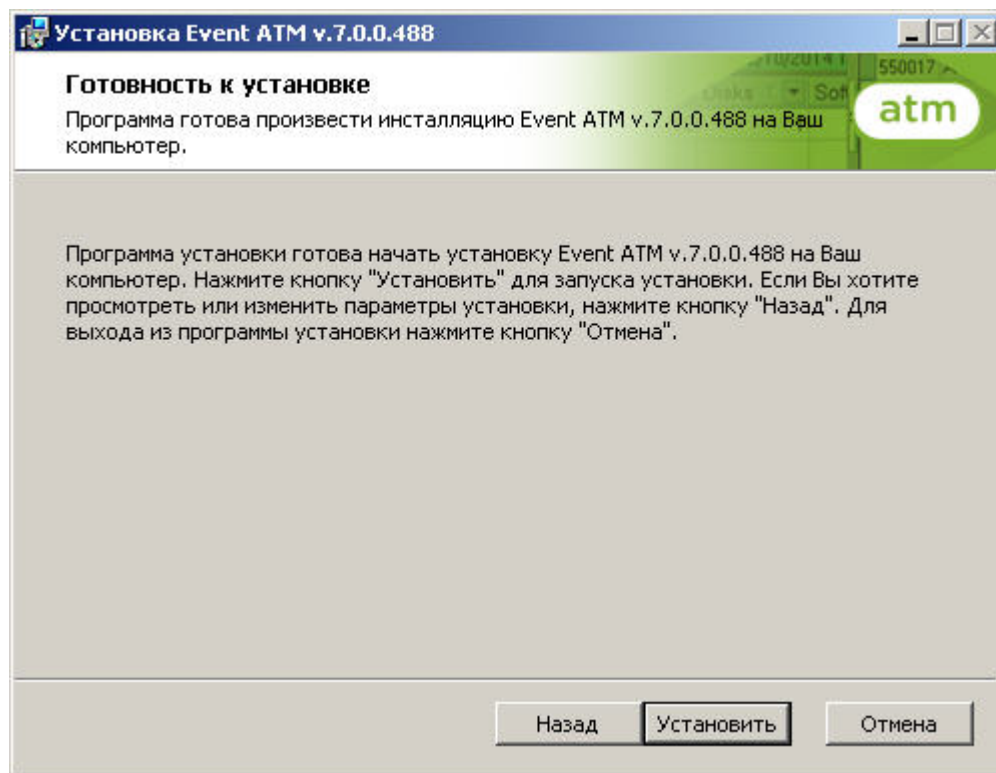 Установка Event ATM v.7.0.0.488
Готовность к установке
Программа готова произвести инсталляцию Event ATM v.7.0.0.488 на Ваш
компьютер.
550017
atm
Программа установки готова начать установку Event ATM v.7.0.0.488 на Ваш
компьютер. Нажмите кнопку "Установить" для запуска установки. Если Вы хотите
просмотреть или изменить параметры установки, нажмите кнопку "Назад". Для
выхода из программы установки нажмите кнопку "Отмена".
Назад
Установить
Отмена